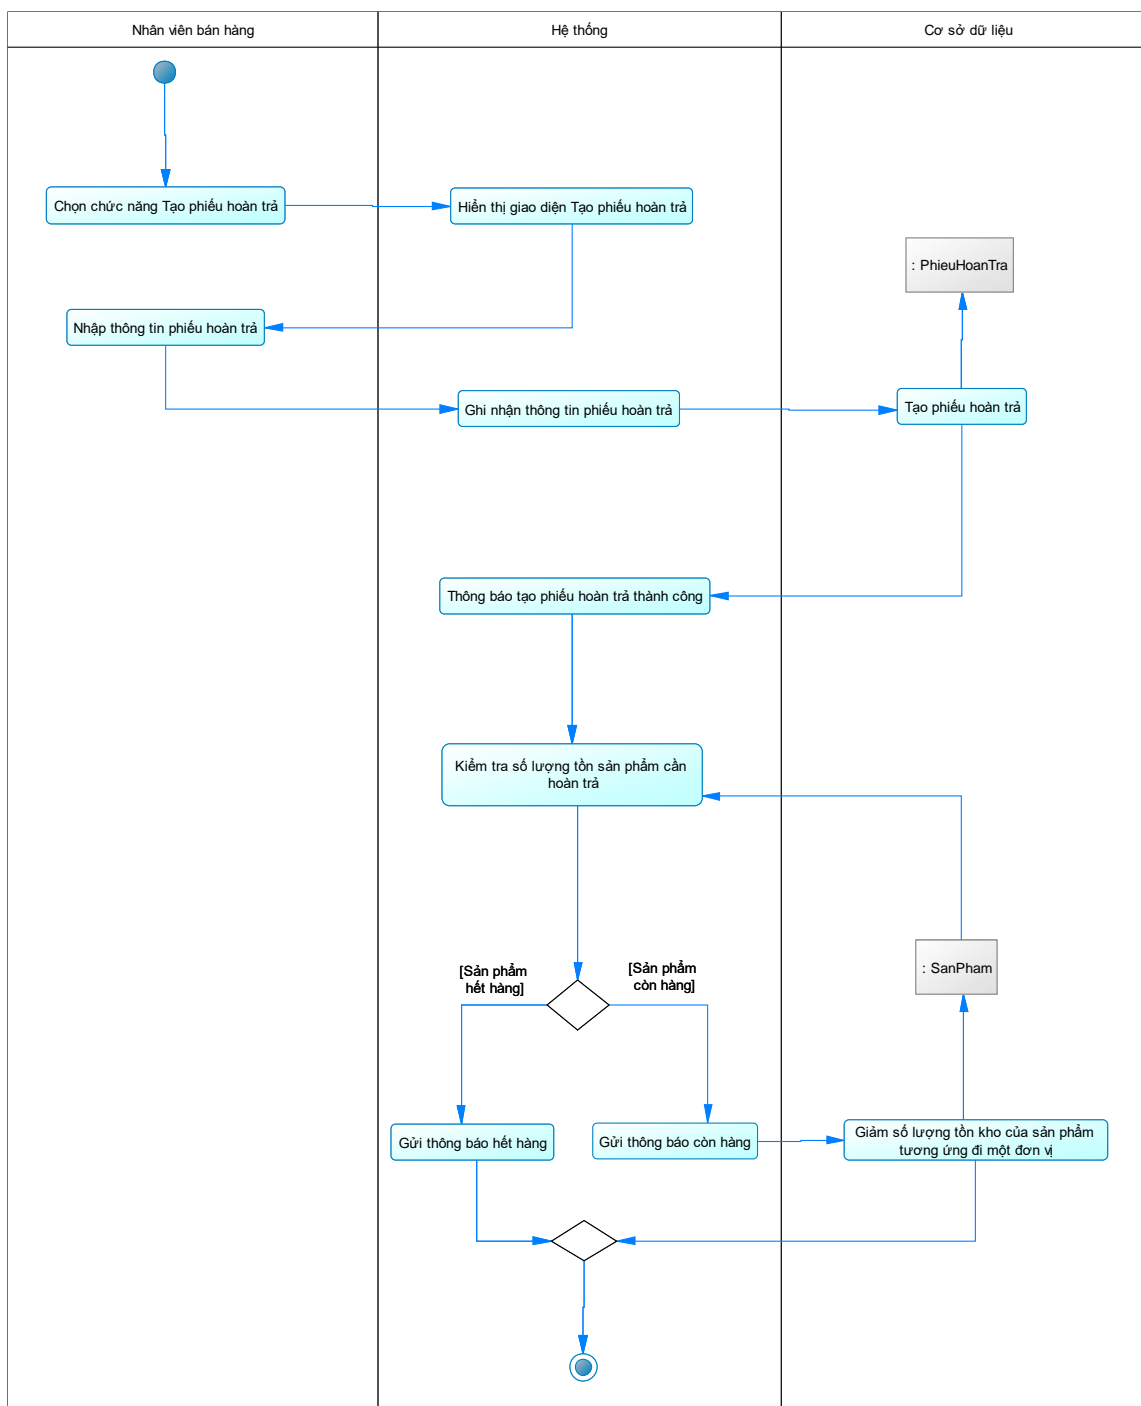 Nhân viên bán hàng
Hệ thống
Cơ sở dữ liệu
Chọn chức năng Tạo phiếu hoàn trả
Hiển thị giao diện Tạo phiếu hoàn trả
: PhieuHoanTra
Nhập thông tin phiếu hoàn trả
Ghi nhận thông tin phiếu hoàn trả
Tạo phiếu hoàn trả
Thông báo tạo phiếu hoàn trả thành công
Kiểm tra số lượng tồn sản phẩm cần
hoàn trả
[Sản phẩm
hết hàng]
[Sản phẩm
còn hàng]
: SanPham
Gửi thông báo hết hàng
Gửi thông báo còn hàng
Giảm số lượng tồn kho của sản phẩm
tương ứng đi một đơn vị